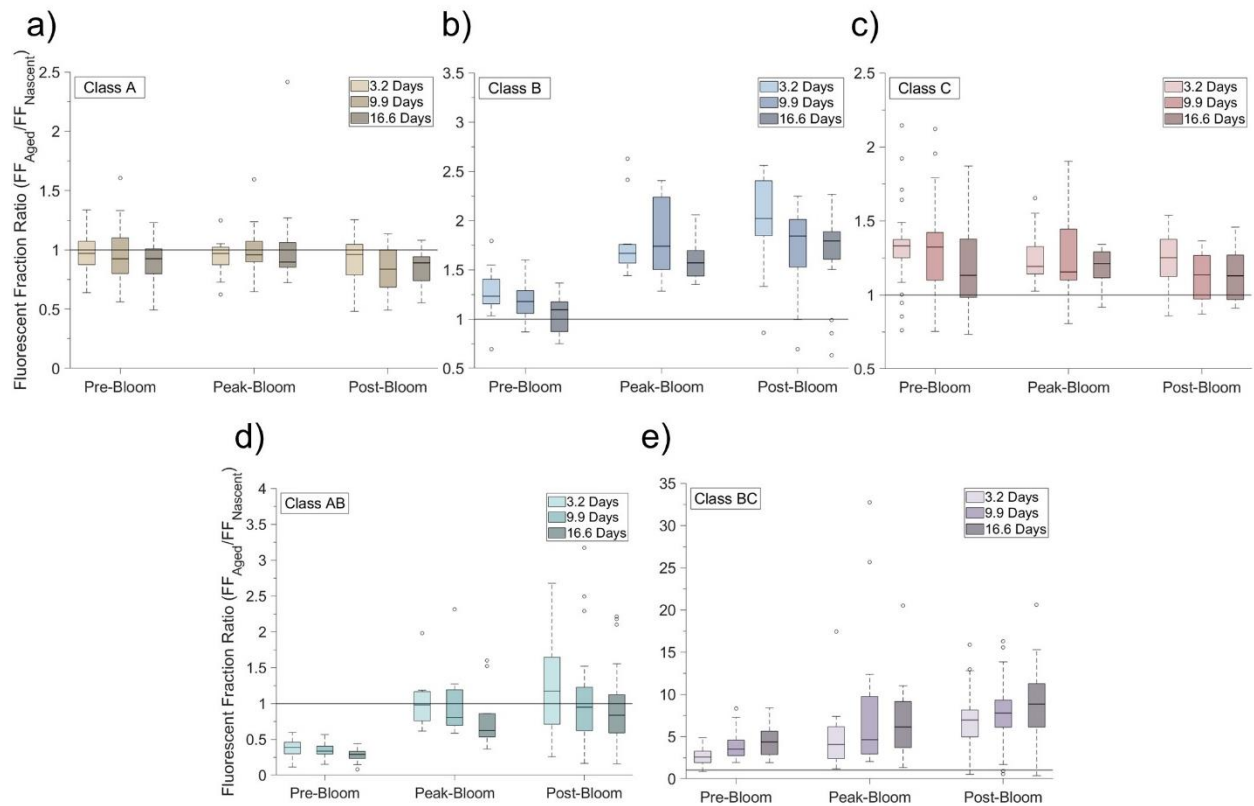 a)
b)
c)
Fluorescent Fraction Ratio (FF_Aged/FF_Nascent)
Class A
3.2 Days
9.9 Days
16.6 Days
2.5
2
1.5
1
0.5
0
Pre-Bloom
Peak-Bloom
Post-Bloom
Class B
3.2 Days
9.9 Days
16.6 Days
3.5
3
2.5
2
1.5
1
0.5
Pre-Bloom
Peak-Bloom
Post-Bloom
Class C
3.2 Days
9.9 Days
16.6 Days
2.5
2
1.5
1
0.5
Pre-Bloom
Peak-Bloom
Post-Bloom
d)
e)
Fluorescent Fraction Ratio (FF_Aged/FF_Nascent)
Class AB
3.2 Days
9.9 Days
16.6 Days
4
3.5
3
2.5
2
1.5
1
0.5
0
Pre-Bloom
Peak-Bloom
Post-Bloom
Class BC
3.2 Days
9.9 Days
16.6 Days
35
30
25
20
15
10
5
0
Pre-Bloom
Peak-Bloom
Post-Bloom